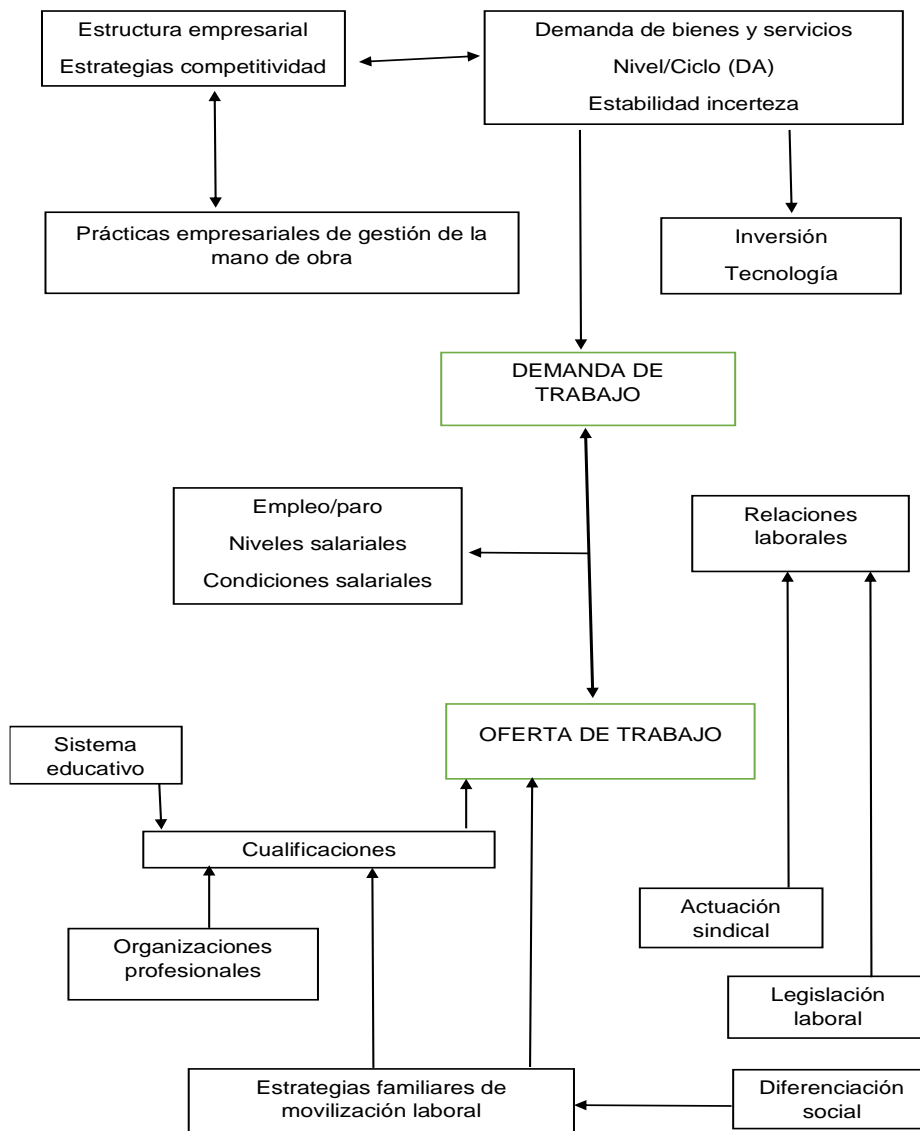 Estructura empresarial
Estrategias competitividad
Demanda de bienes y servicios
Nivel/Ciclo (DA)
Estabilidad incerteza
Prácticas empresariales de gestión de la
mano de obra
Inversión
Tecnología
DEMANDA DE
TRABAJO
Empleo/paro
Niveles salariales
Condiciones salariales
Relaciones
laborales
OFERTA DE TRABAJO
Sistema
educativo
Cualificaciones
Organizaciones
profesionales
Actuación
sindical
Legislación
laboral
Estrategias familiares de
movilización laboral
Diferenciación
social